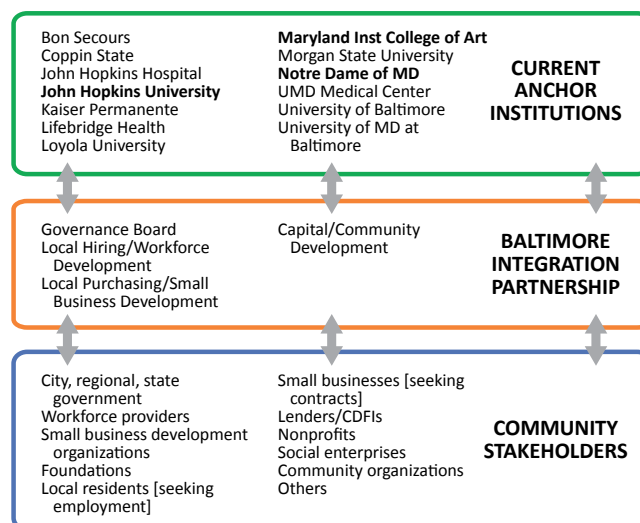 Bon Secours
Coppin State
John Hopkins Hospital
John Hopkins University
Kaiser Permanente
Lifebridge Health
Loyola University
Maryland Inst College of Art
Morgan State University
Notre Dame of MD
UMD Medical Center
University of Baltimore
University of MD at
Baltimore
CURRENT
ANCHOR
INSTITUTIONS
Governance Board
Local Hiring/Workforce
Development
Local Purchasing/Small
Business Development
Capital/Community
Development
BALTIMORE
INTEGRATION
PARTNERSHIP
City, regional, state
government
Workforce providers
Small business development
organizations
Foundations
Local residents [seeking
employment]
Small businesses [seeking
contracts]
Lenders/CDFIs
Nonprofits
Social enterprises
Community organizations
Others
COMMUNITY
STAKEHOLDERS